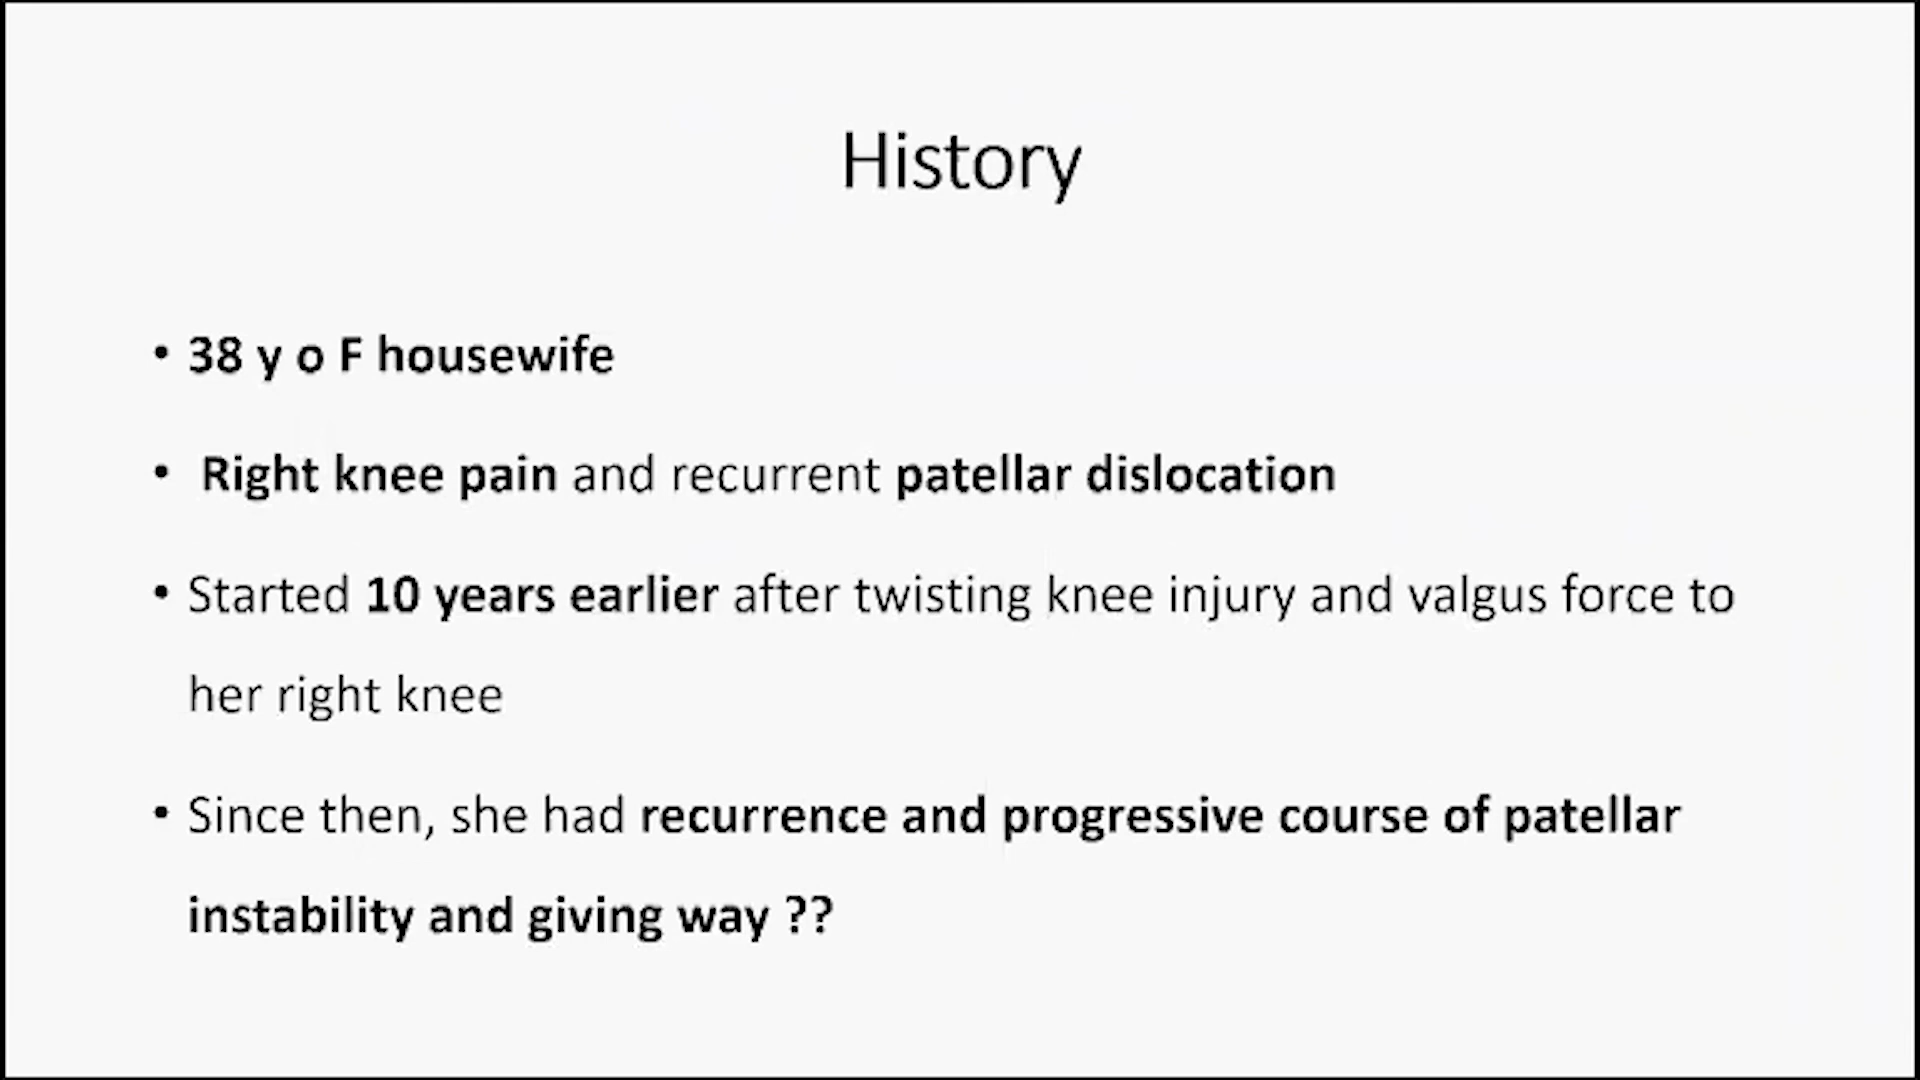 History
• 38 y o F housewife
• Right knee pain and recurrent patellar dislocation
• Started 10 years earlier after twisting knee injury and valgus force to
her right knee
• Since then, she had recurrence and progressive course of patellar
instability and giving way ??